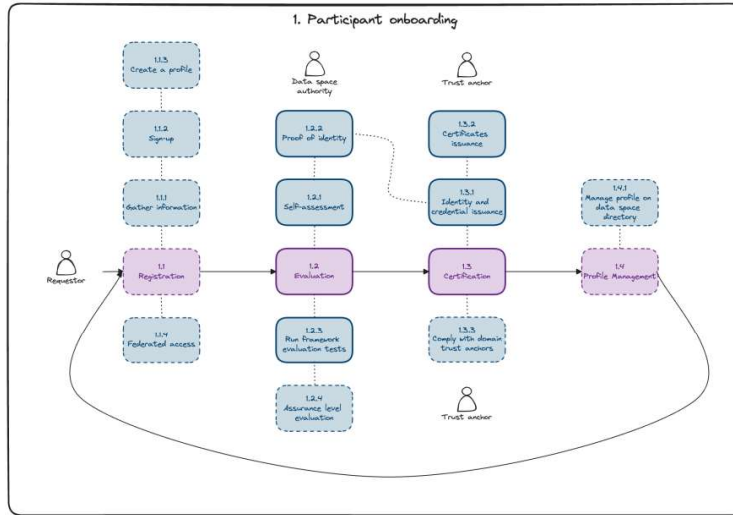 1. Participant onboarding
1.1.3
Create a profile
Data space
authority
Trust anchor
1.1.2
Sign-up
1.2.2
Proof of identity
1.3.2
Certificates
issuance
1.1.1
Gather information
1.2.1
Self-assessment
1.3.1
Identity and
credential issuance
1.4.1
Manage profile on
data space
directory
Requestor
1.1
Registration
1.2
Evaluation
1.3
Certification
1.4
Profile Management
1.1.4
Federated access
1.2.3
Run framework
evaluation tests
1.3.3
Comply with domain
trust anchors
1.2.4
Assurance level
evaluation
Trust anchor